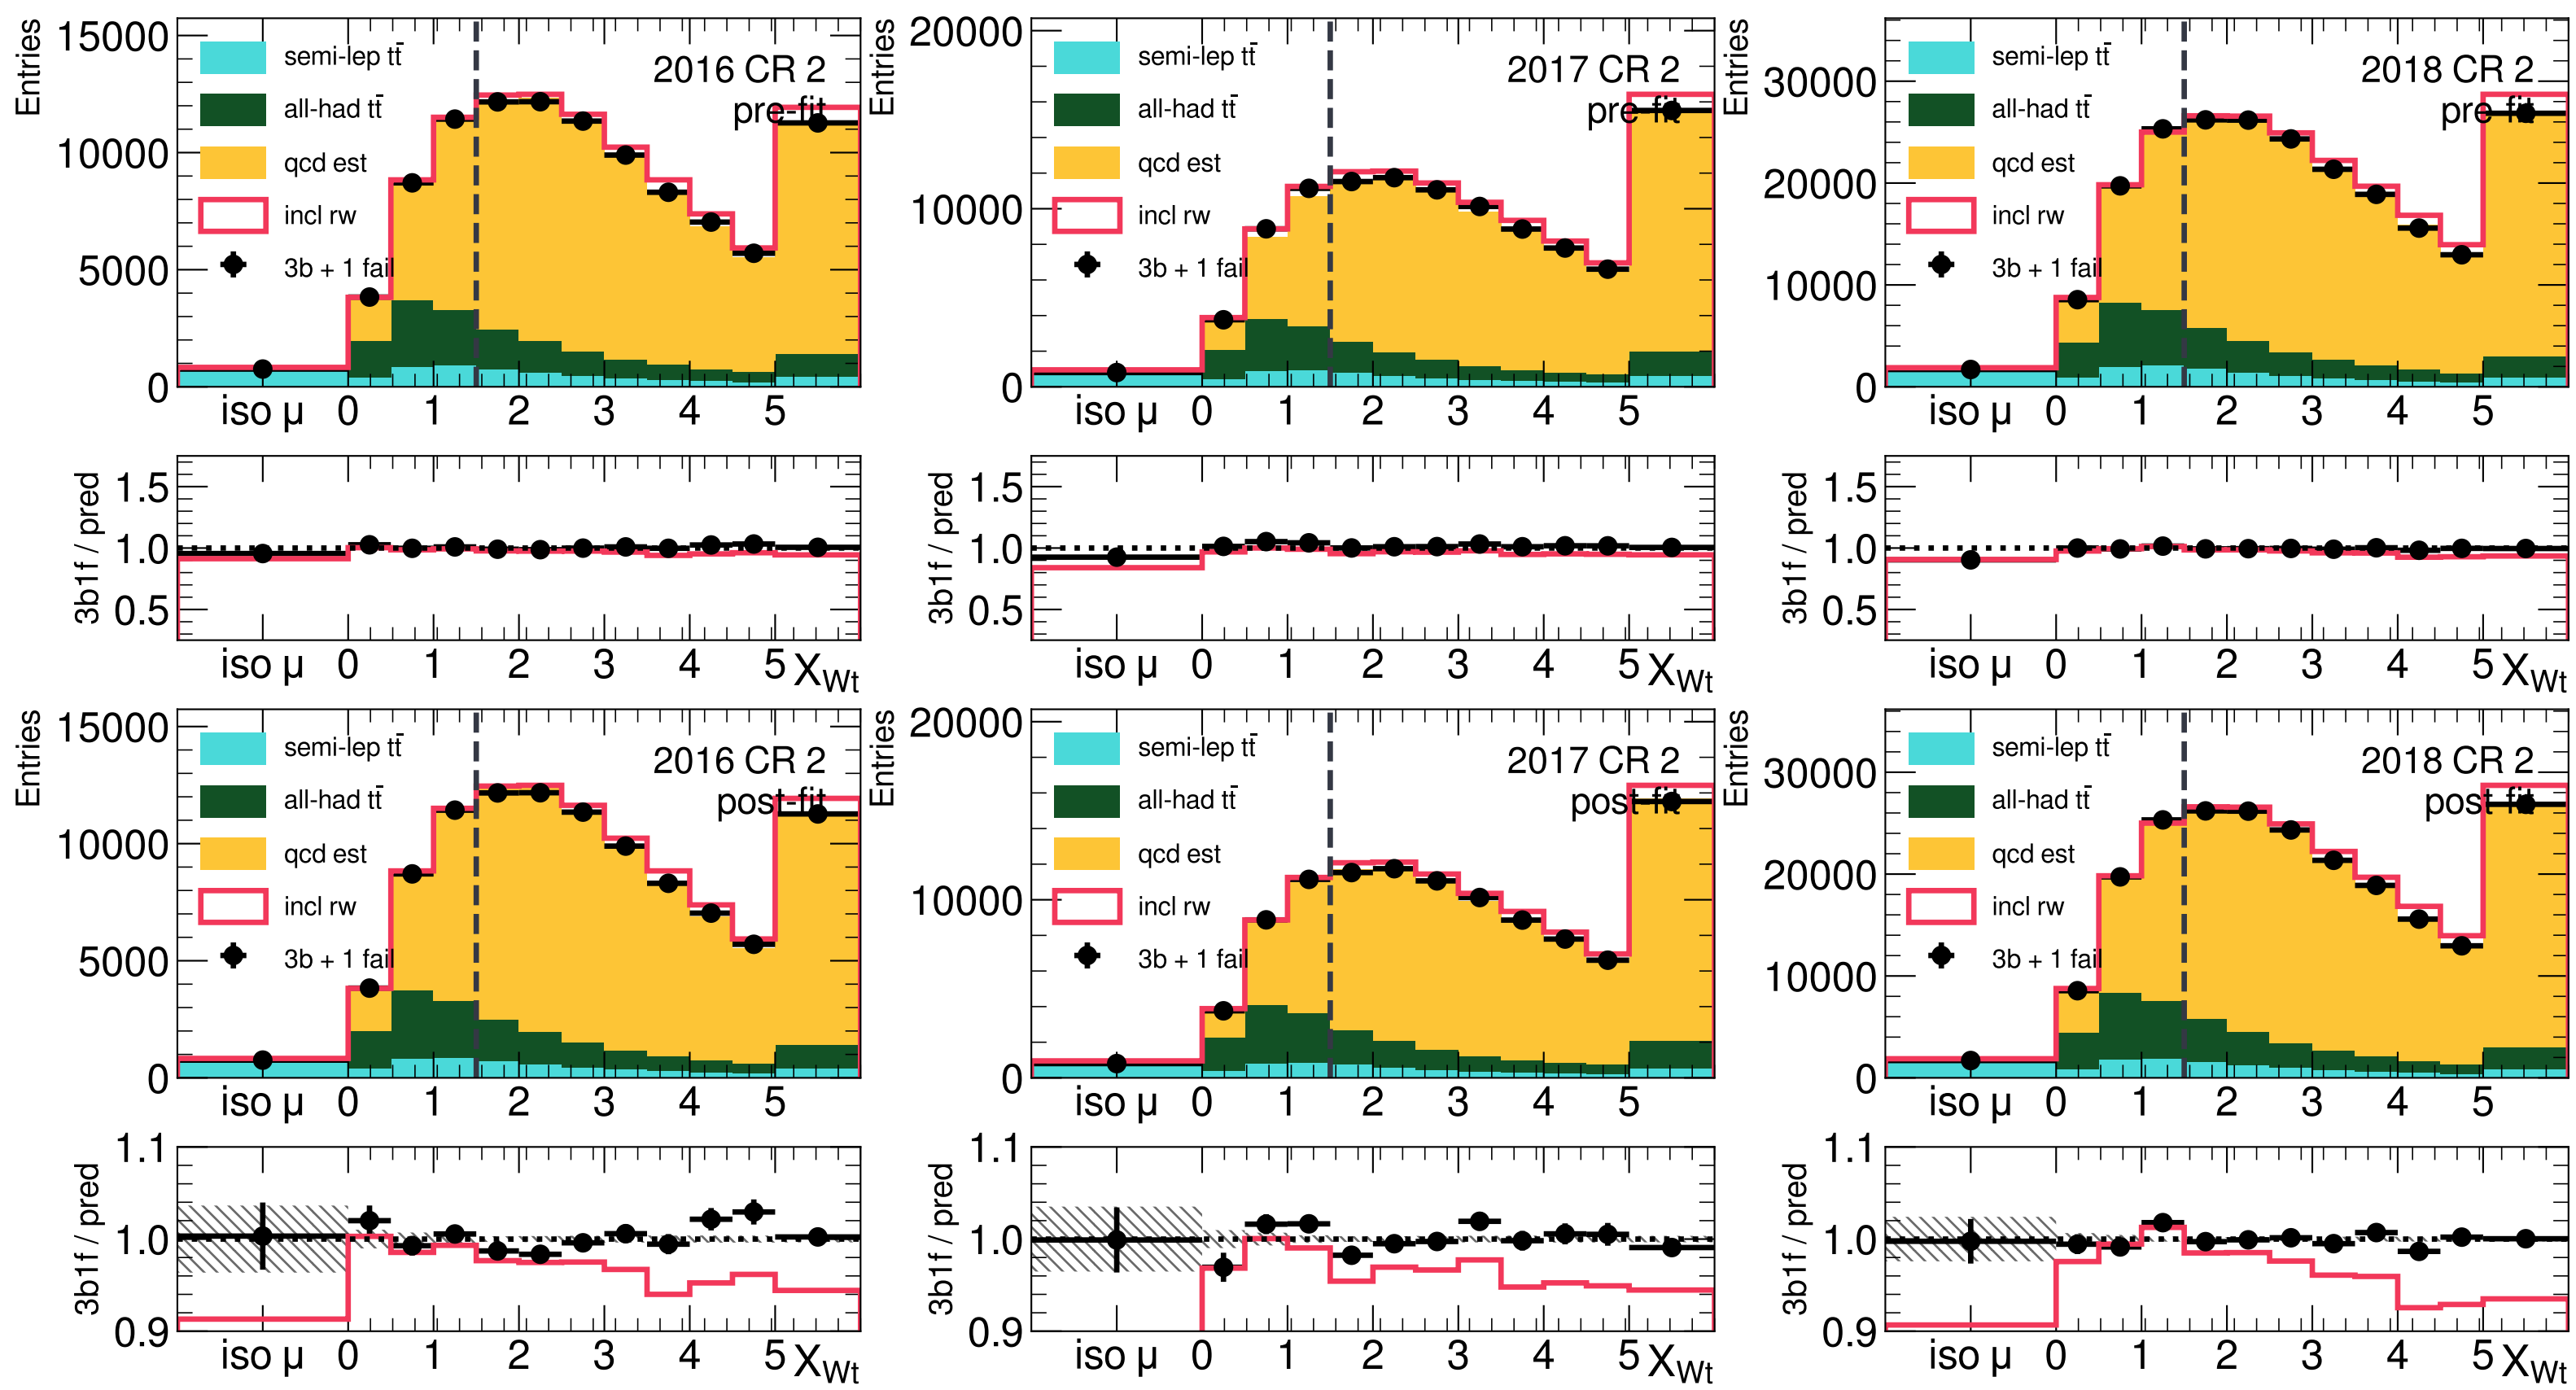 Entries
15000
10000
5000
0
semi-lep tt̄
all-had tt̄
qcd est
incl rw
3b + 1 fail
2016 CR 2
pre-fit
iso μ 0 1 2 3 4 5
Entries
20000
10000
0
semi-lep tt̄
all-had tt̄
qcd est
incl rw
3b + 1 fail
2017 CR 2
pre-fit
iso μ 0 1 2 3 4 5
Entries
30000
20000
10000
0
semi-lep tt̄
all-had tt̄
qcd est
incl rw
3b + 1 fail
2018 CR 2
pre-fit
iso μ 0 1 2 3 4 5
3b1f / pred
1.5
1.0
0.5
iso μ 0 1 2 3 4 5 X_Wt
3b1f / pred
1.5
1.0
0.5
iso μ 0 1 2 3 4 5 X_Wt
3b1f / pred
1.5
1.0
0.5
iso μ 0 1 2 3 4 5 X_Wt
Entries
15000
10000
5000
0
semi-lep tt̄
all-had tt̄
qcd est
incl rw
3b + 1 fail
2016 CR 2
post-fit
iso μ 0 1 2 3 4 5
Entries
20000
10000
0
semi-lep tt̄
all-had tt̄
qcd est
incl rw
3b + 1 fail
2017 CR 2
post-fit
iso μ 0 1 2 3 4 5
Entries
30000
20000
10000
0
semi-lep tt̄
all-had tt̄
qcd est
incl rw
3b + 1 fail
2018 CR 2
post-fit
iso μ 0 1 2 3 4 5
3b1f / pred
1.1
1.0
0.9
iso μ 0 1 2 3 4 5 X_Wt
3b1f / pred
1.1
1.0
0.9
iso μ 0 1 2 3 4 5 X_Wt
3b1f / pred
1.1
1.0
0.9
iso μ 0 1 2 3 4 5 X_Wt